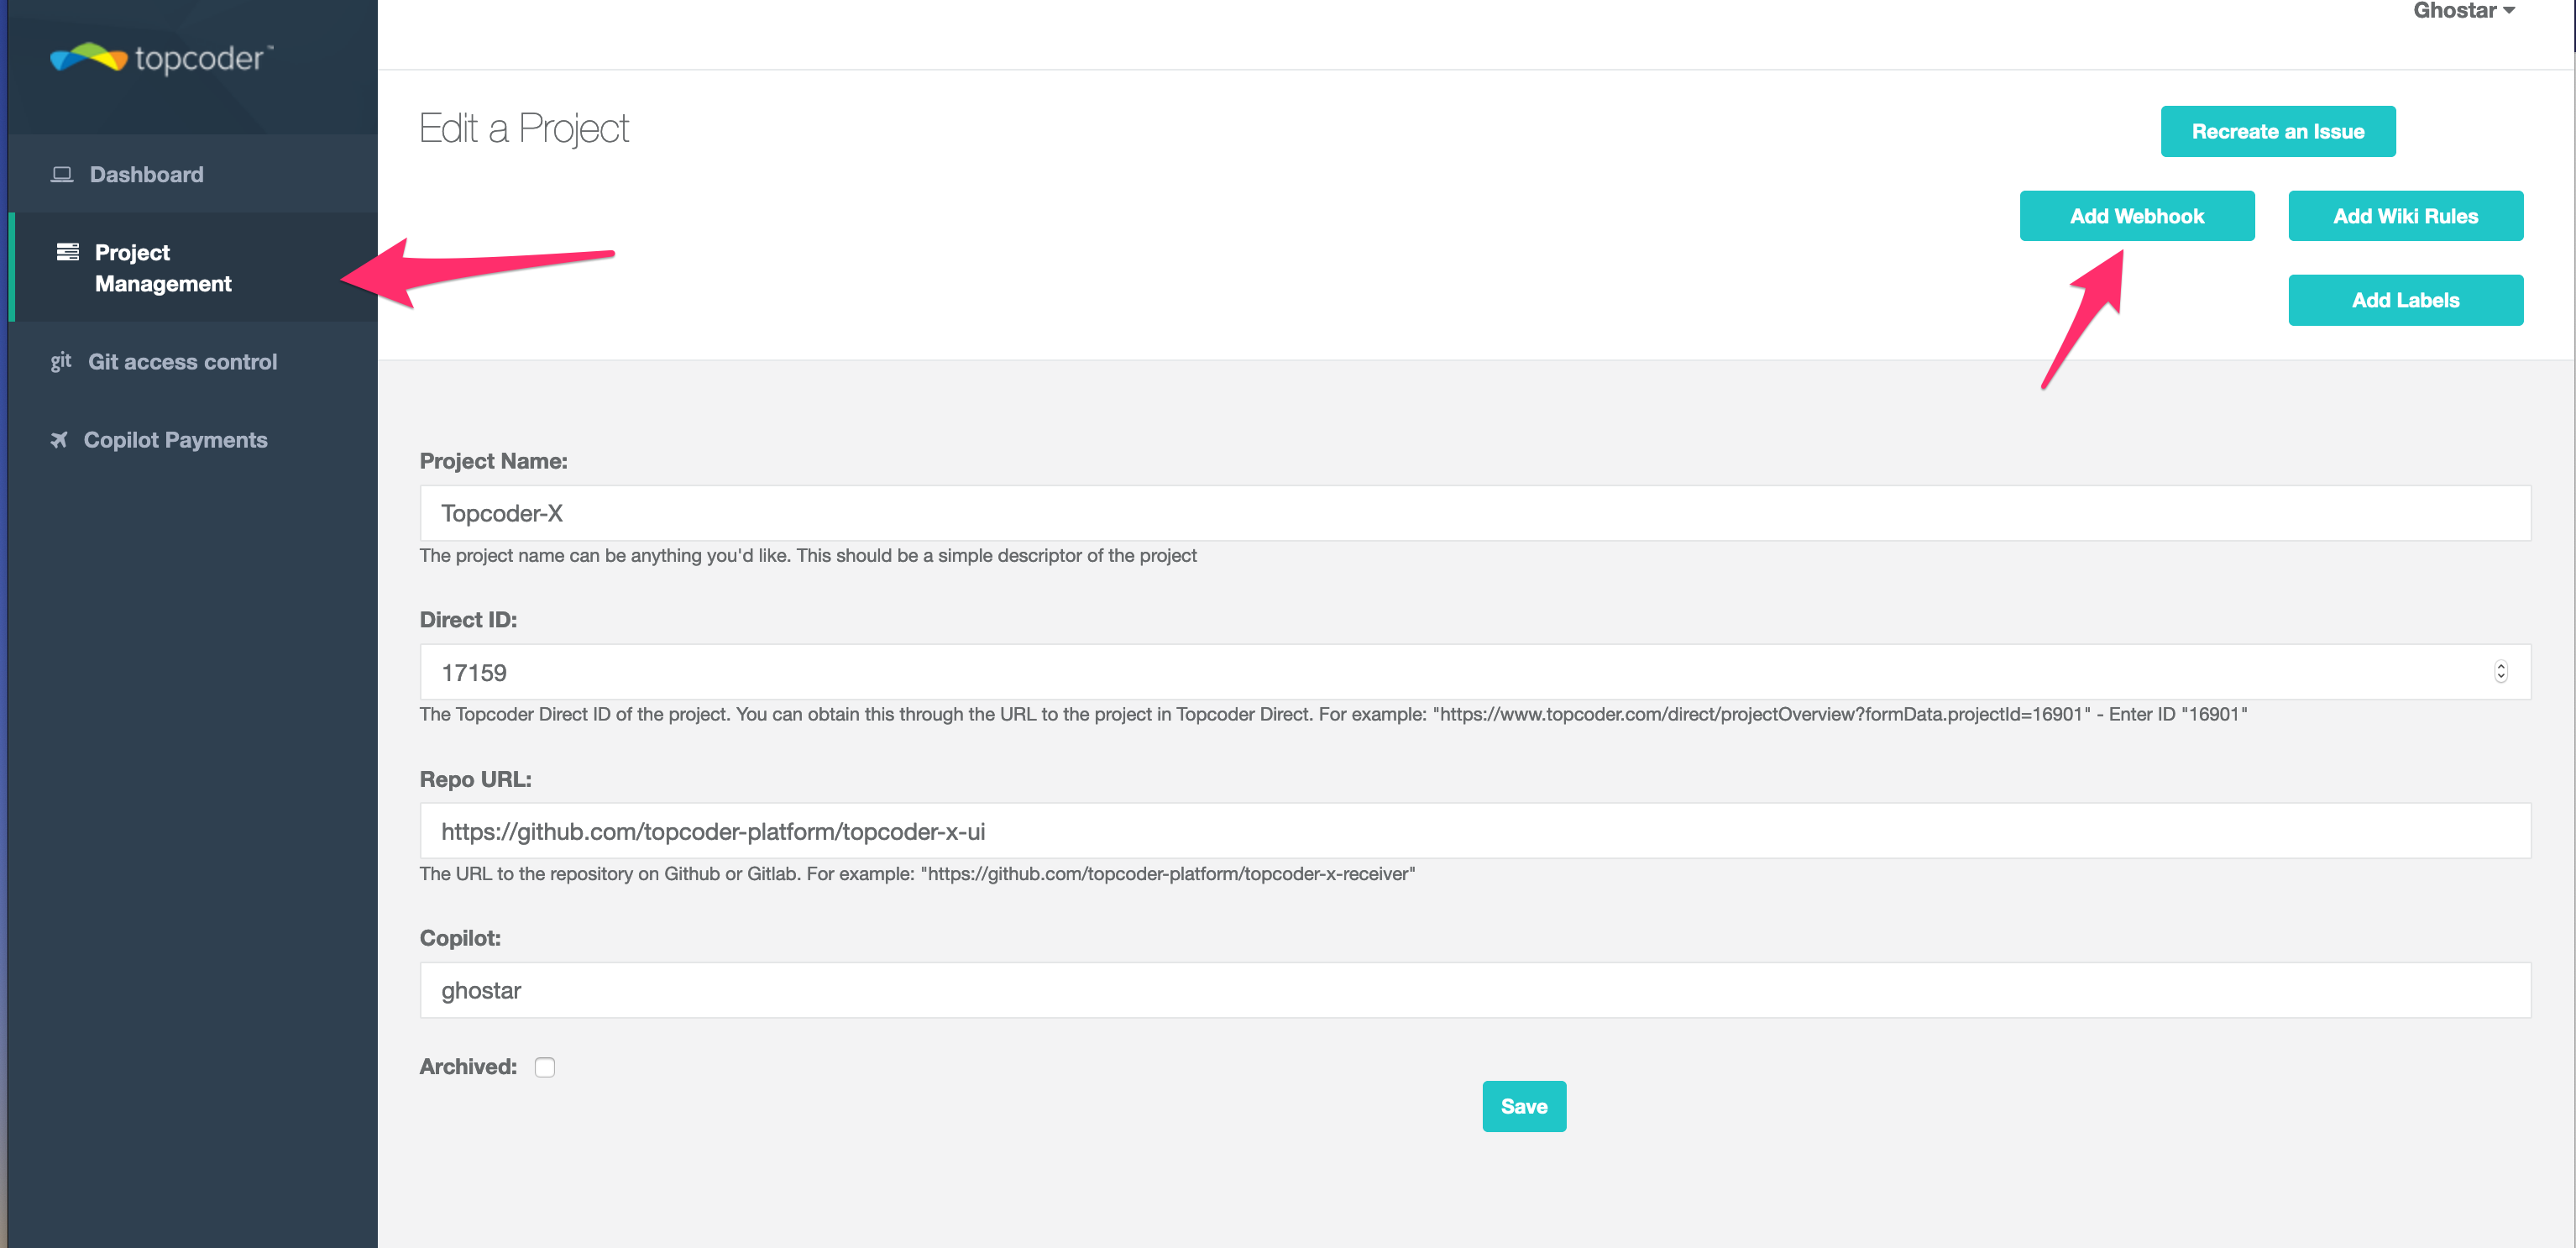 Ghostar
topcoder™
Edit a Project
Recreate an Issue
Dashboard
Add Webhook
Add Wiki Rules
Project
Management
Add Labels
git Git access control
Copilot Payments
Project Name:
Topcoder-X
The project name can be anything you'd like. This should be a simple descriptor of the project
Direct ID:
17159
The Topcoder Direct ID of the project. You can obtain this through the URL to the project in Topcoder Direct. For example: "https://www.topcoder.com/direct/projectOverview?formData.projectId=16901" - Enter ID "16901"
Repo URL:
https://github.com/topcoder-platform/topcoder-x-ui
The URL to the repository on Github or Gitlab. For example: "https://github.com/topcoder-platform/topcoder-x-receiver"
Copilot:
ghostar
Archived:
Save